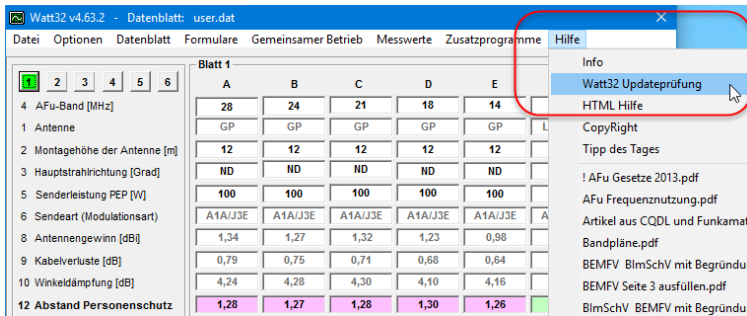 Watt32 v4.63.2 - Datenblatt: user.dat
Datei Optionen Datenblatt Formulare Gemeinsamer Betrieb Messwerte Zusatzprogramme Hilfe
Info
Watt32 Updateprüfung
HTML Hilfe
CopyRight
Tipp des Tages
! AFu Gesetze 2013.pdf
AFu Frequenznutzung.pdf
Artikel aus CQDL und Funkamat
Bandpläne.pdf
BEMFV BImSchV mit Begründu
BEMFV Seite 3 ausfüllen.pdf
BImSchV BEMFV mit Begründu
Blatt 1
1 2 3 4 5 6 A B C D E
4 AFu-Band [MHz] 28 24 21 18 14
1 Antenne GP GP GP GP GP L
2 Montagehöhe der Antenne [m] 12 12 12 12 12
3 Hauptstrahlrichtung [Grad] ND ND ND ND ND
5 Senderleistung PEP [W] 100 100 100 100 100
6 Sendeart (Modulationsart) A1A/J3E A1A/J3E A1A/J3E A1A/J3E A1A/J3E A
8 Antennengewinn [dBi] 1,34 1,27 1,32 1,23 0,98
9 Kabelverluste [dB] 0,79 0,75 0,71 0,68 0,64
10 Winkeldämpfung [dB] 4,24 4,28 4,30 4,10 4,16
12 Abstand Personenschutz 1,28 1,27 1,28 1,30 1,26